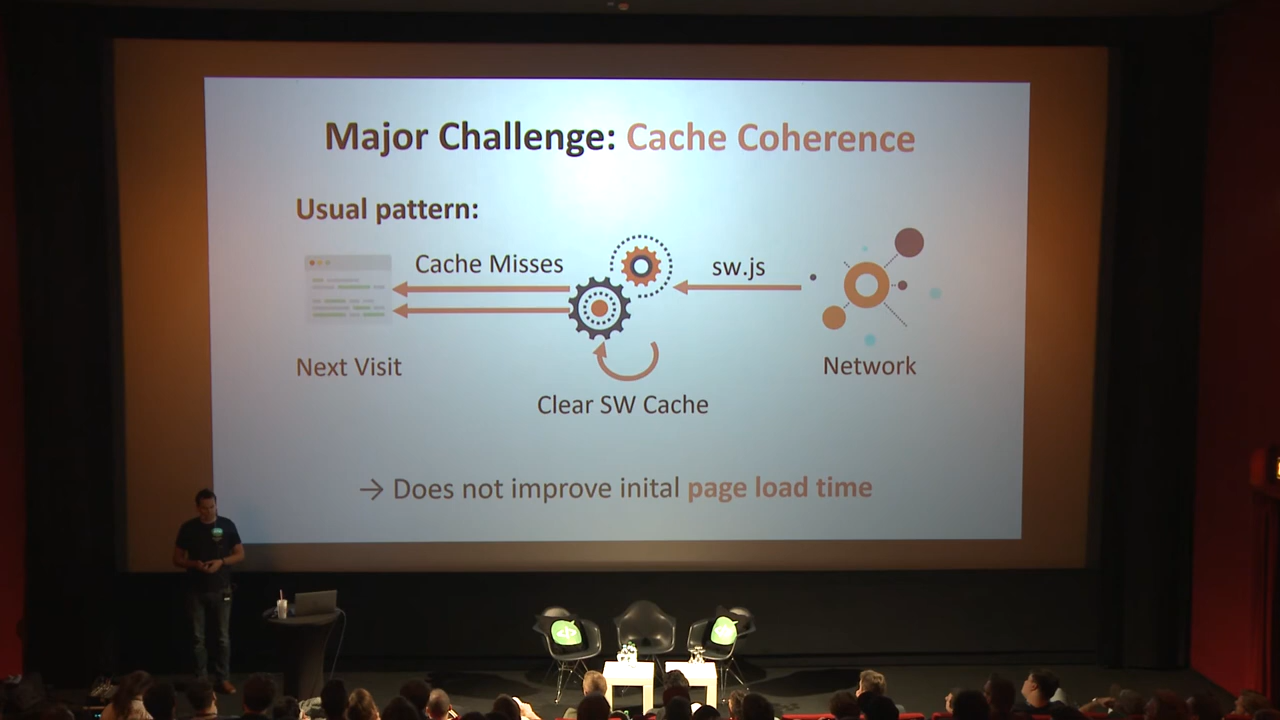 Major Challenge: Cache Coherence
Usual pattern:
Cache Misses
sw.js
Next Visit
Network
Clear SW Cache
→ Does not improve inital page load time